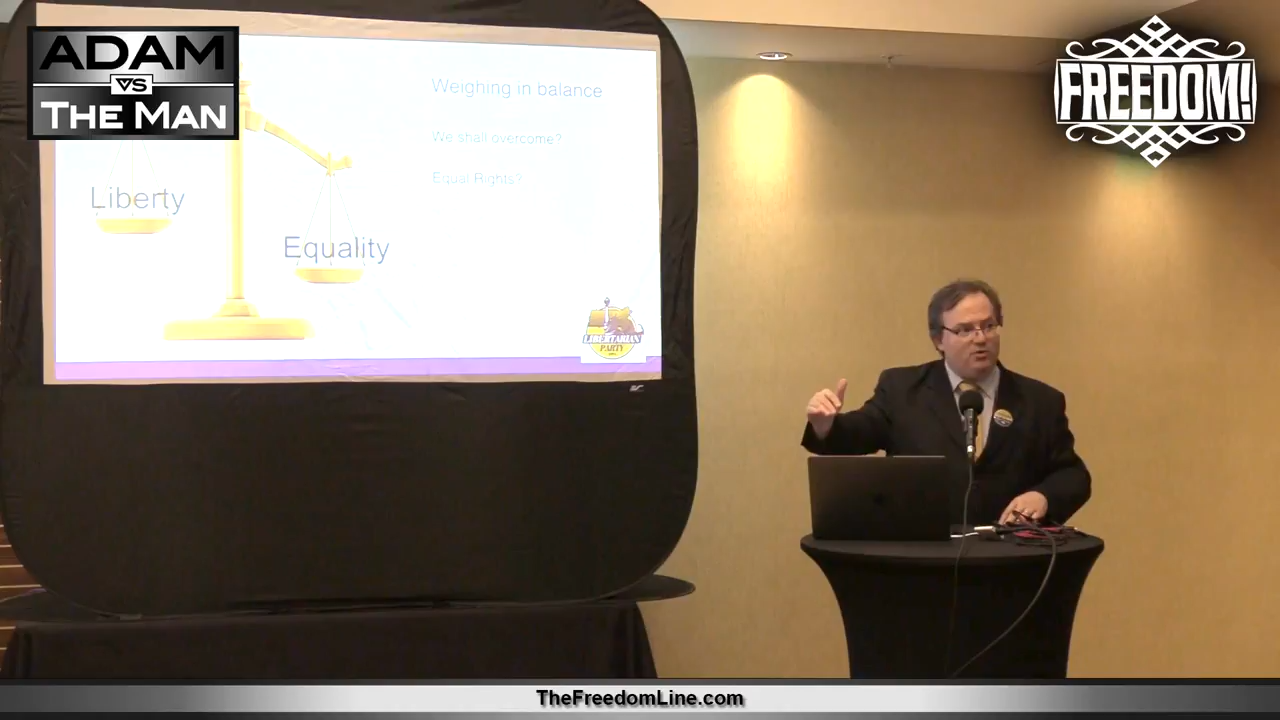 ADAM
VS
THE MAN
FREEDOM!
Weighing in balance
We shall overcome?
Equal Rights?
Liberty
Equality
LIBERTARIAN
PARTY
TheFreedomLine.com